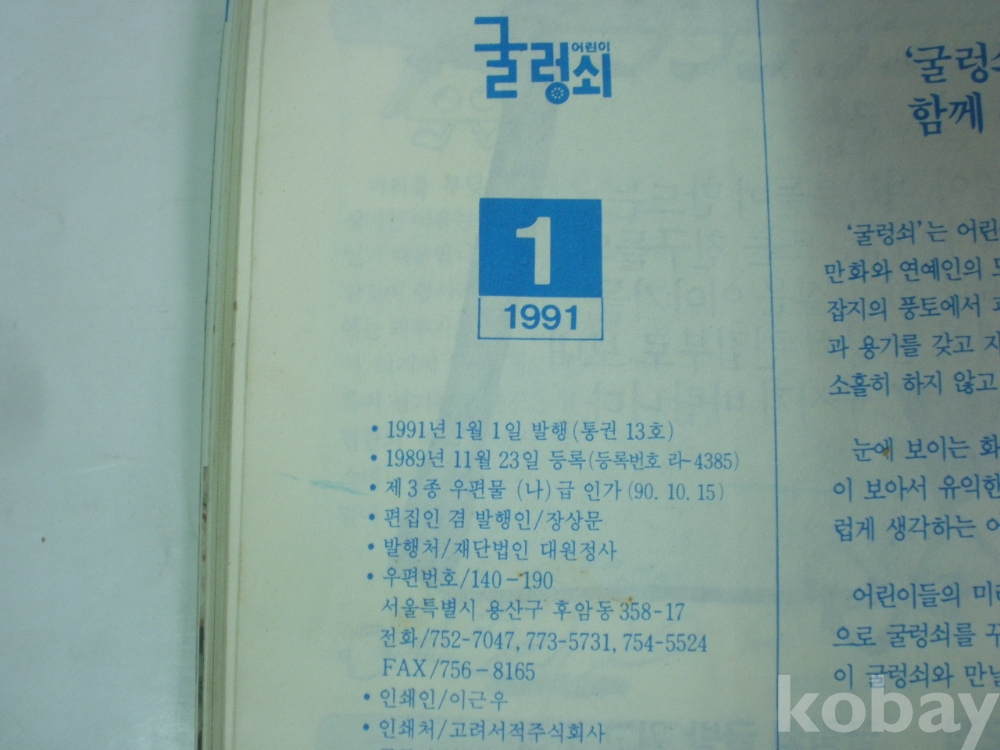 어린이
굴렁쇠
1
1991
• 1991년 1월 1일 발행(통권 13호)
• 1989년 11월 23일 등록(등록번호 라-4385)
• 제3종 우편물 (나)급 인가(90. 10. 15)
• 편집인 겸 발행인/장상문
• 발행처/재단법인 대원정사
• 우편번호/140-190
서울특별시 용산구 후암동 358-17
전화/752-7047, 773-5731, 754-5524
FAX/756-8165
• 인쇄인/이근우
• 인쇄처/고려서적주식회사
‘굴렁쇠
함께
‘굴렁쇠’는 어린
만화와 연예인의
잡지의 풍토에서
과 용기를 갖고
소홀히 하지 않고
눈에 보이는 화
이 보아서 유익한
럽게 생각하는
어린이들의 미래
으로 굴렁쇠를
이 굴렁쇠와 만날
kobay